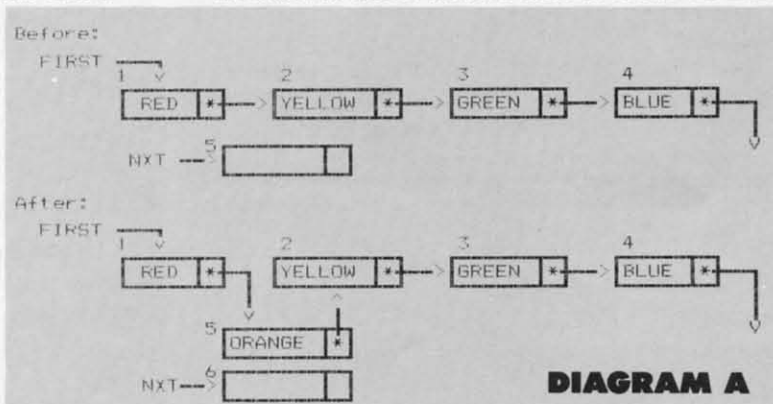 Before:
FIRST
1 2 3 4
RED * YELLOW * GREEN * BLUE *
5
NXT
After:
FIRST
1 2 3 4
RED * YELLOW * GREEN * BLUE *
5
ORANGE *
6
NXT
DIAGRAM A